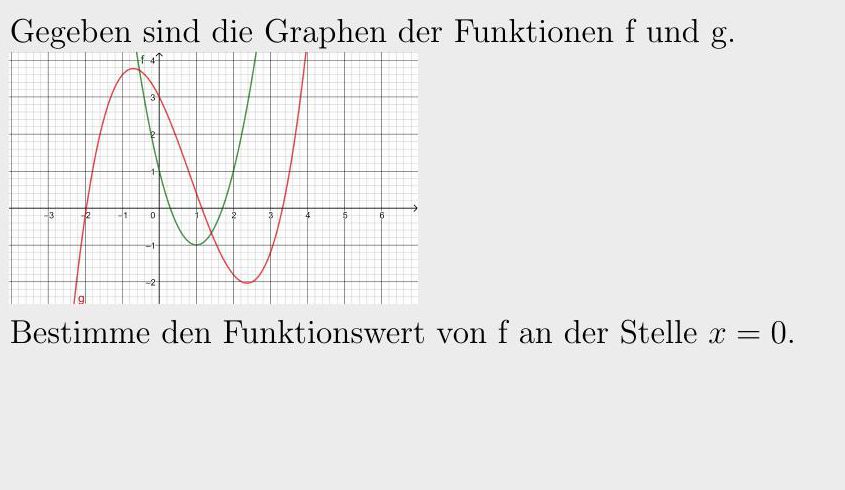 Gegeben sind die Graphen der Funktionen f und g.
f 4
3
2
1
-3 -2 -1 0 1 2 3 4 5 6
-1
-2
g
Bestimme den Funktionswert von f an der Stelle x = 0.